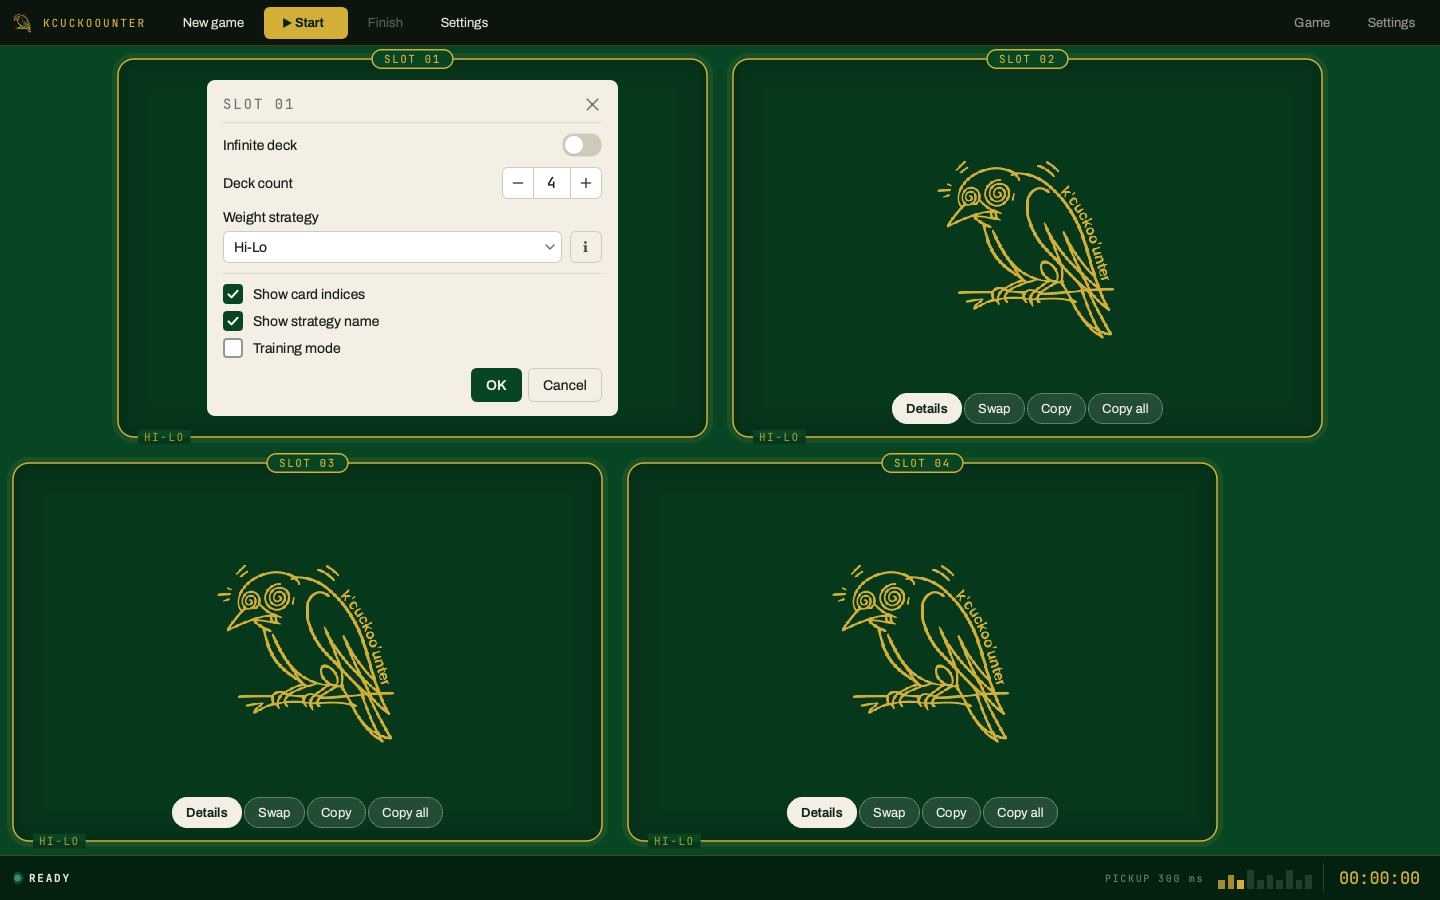 KCUCKOOUNTER New game Start Finish Settings Game Settings
SLOT 01 SLOT 02
SLOT 01
Infinite deck
Deck count 4
Weight strategy
Hi-Lo i
Show card indices
Show strategy name
Training mode
OK Cancel
k'cuckoo'unter
Details Swap Copy Copy all
HI-LO HI-LO
SLOT 03 SLOT 04
k'cuckoo'unter k'cuckoo'unter
Details Swap Copy Copy all Details Swap Copy Copy all
HI-LO HI-LO
READY PICKUP 300 ms 00:00:00